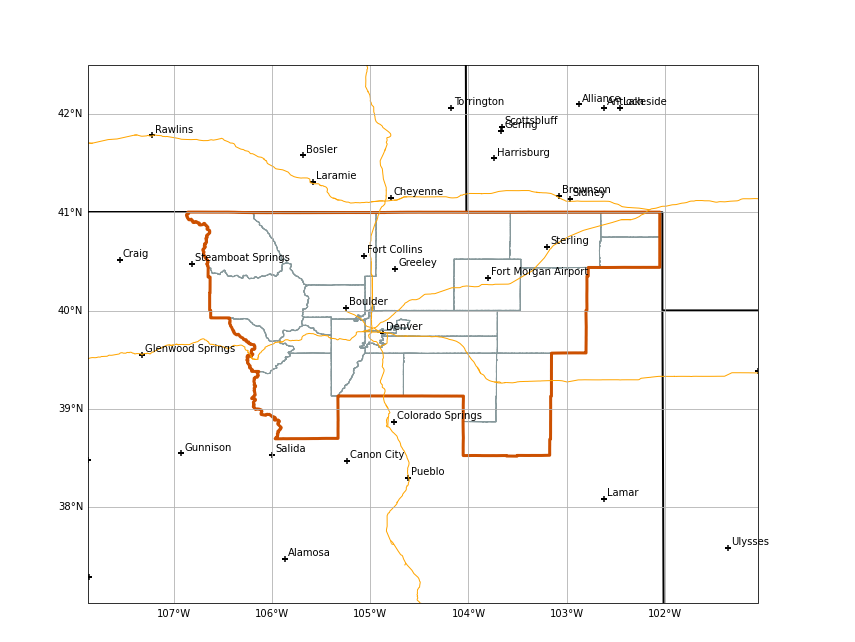 Torrington
Alliance
Antioch
Lakeside
42°N
Scottsbluff
Gering
Rawlins
Bosler
Harrisburg
Laramie
Cheyenne
Brownson
Sidney
41°N
Craig
Steamboat Springs
Fort Collins
Sterling
Greeley
Fort Morgan Airport
Boulder
40°N
Denver
Glenwood Springs
39°N
Colorado Springs
Gunnison
Salida
Canon City
Pueblo
Lamar
38°N
Ulysses
Alamosa
107°W 106°W 105°W 104°W 103°W 102°W